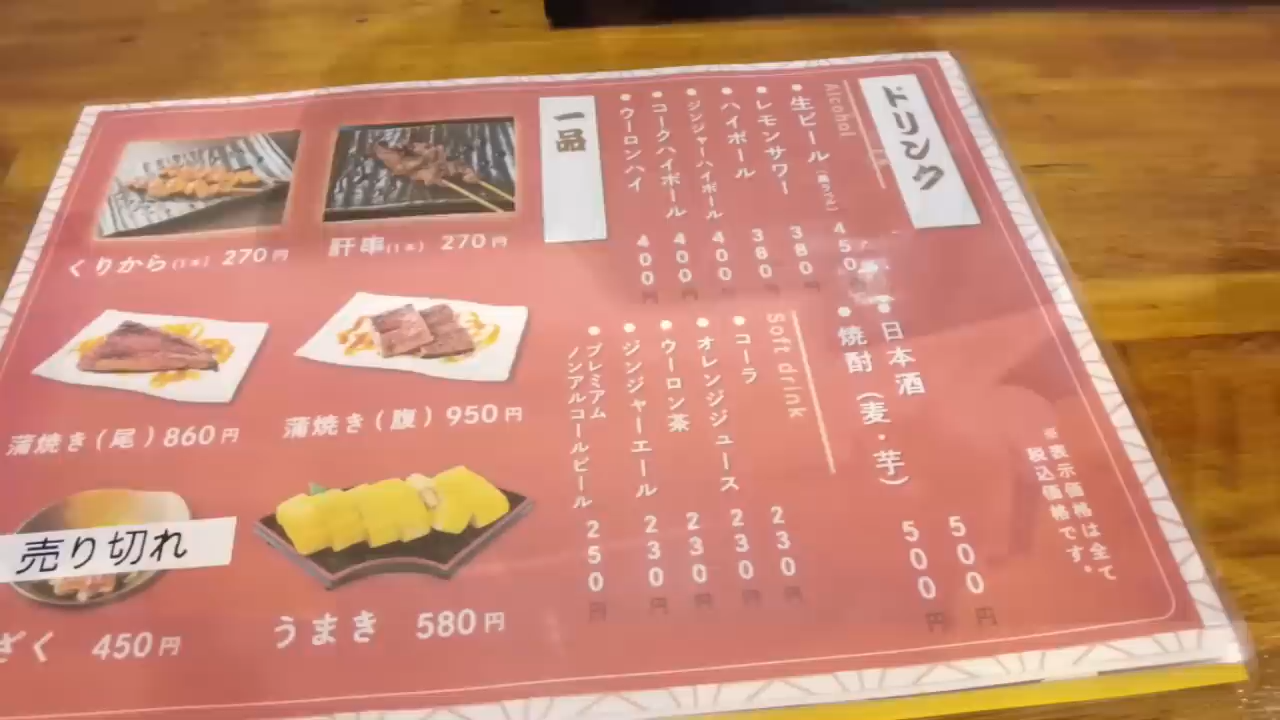 ドリンク
Alcohol
生ビール 450円
レモンサワー 380円
ハイボール 380円
ジンジャーハイボール 400円
コークハイボール 400円
ウーロンハイ 400円
日本酒 500円
焼酎（麦・芋） 500円
Soft drink
コーラ 230円
オレンジジュース 230円
ウーロン茶 230円
ジンジャーエール 230円
プレミアム
ノンアルコールビール 250円
※表示価格は全て
税込価格です。
一品
肝串(1本) 270円
くりから(1本) 270円
蒲焼き(腹) 950円
蒲焼き(尾) 860円
うまき 580円
売り切れ
ざく 450円